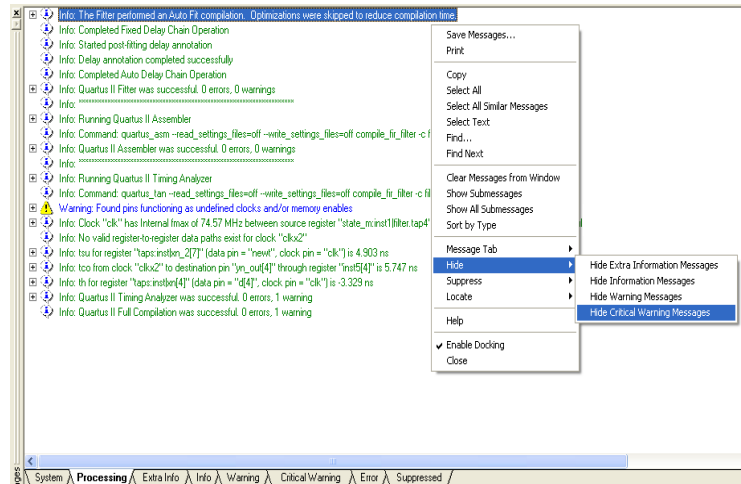 Info: The Fitter performed an Auto Fit compilation. Optimizations were skipped to reduce compilation time.
Info: Completed Fixed Delay Chain Operation
Info: Started post-fitting delay annotation
Info: Delay annotation completed successfully
Info: Completed Auto Delay Chain Operation
Info: Quartus II Fitter was successful. 0 errors, 0 warnings
Info:
Info: Running Quartus II Assembler
Info: Command: quartus_asm --read_settings_files=off --write_settings_files=off compile_fir_filter -c f
Info: Quartus II Assembler was successful. 0 errors, 0 warnings
Info:
Info: Running Quartus II Timing Analyzer
Info: Command: quartus_tan --read_settings_files=off --write_settings_files=off compile_fir_filter -c fil
Warning: Found pins functioning as undefined clocks and/or memory enables
Info: Clock "clk" has Internal fmax of 74.57 MHz between source register "state_m:inst1|filter.tap4"
Info: No valid register-to-register data paths exist for clock "clkx2"
Info: tsu for register "taps:inst|xn_2[7]" (data pin = "newt", clock pin = "clk") is 4.903 ns
Info: tco from clock "clkx2" to destination pin "yn_out[4]" through register "inst5[4]" is 5.747 ns
Info: th for register "taps:inst|xn[4]" (data pin = "d[4]", clock pin = "clk") is -3.329 ns
Info: Quartus II Timing Analyzer was successful. 0 errors, 1 warning
Info: Quartus II Full Compilation was successful. 0 errors, 1 warning
Save Messages...
Print
Copy
Select All
Select All Similar Messages
Select Text
Find...
Find Next
Clear Messages from Window
Show Submessages
Show All Submessages
Sort by Type
Message Tab
Hide
Suppress
Locate
Help
Enable Docking
Close
Hide Extra Information Messages
Hide Information Messages
Hide Warning Messages
Hide Critical Warning Messages
System Processing Extra Info Info Warning Critical Warning Error Suppressed